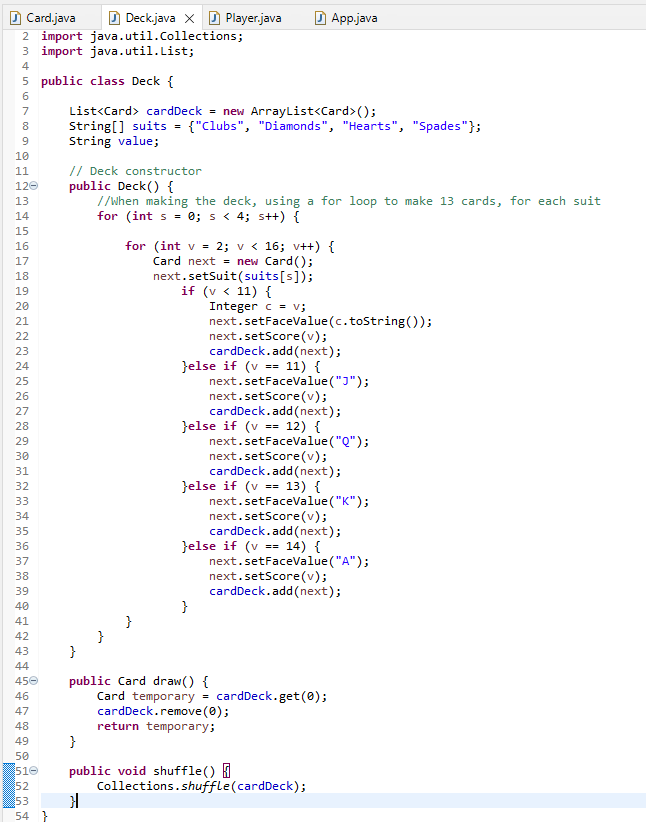 Card.java Deck.java Player.java App.java
2 import java.util.Collections;
3 import java.util.List;
4
5 public class Deck {
6
7 List<Card> cardDeck = new ArrayList<Card>();
8 String[] suits = {"Clubs", "Diamonds", "Hearts", "Spades"};
9 String value;
10
11 // Deck constructor
12 public Deck() {
13 //When making the deck, using a for loop to make 13 cards, for each suit
14 for (int s = 0; s < 4; s++) {
15
16 for (int v = 2; v < 16; v++) {
17 Card next = new Card();
18 next.setSuit(suits[s]);
19 if (v < 11) {
20 Integer c = v;
21 next.setFaceValue(c.toString());
22 next.setScore(v);
23 cardDeck.add(next);
24 }else if (v == 11) {
25 next.setFaceValue("J");
26 next.setScore(v);
27 cardDeck.add(next);
28 }else if (v == 12) {
29 next.setFaceValue("Q");
30 next.setScore(v);
31 cardDeck.add(next);
32 }else if (v == 13) {
33 next.setFaceValue("K");
34 next.setScore(v);
35 cardDeck.add(next);
36 }else if (v == 14) {
37 next.setFaceValue("A");
38 next.setScore(v);
39 cardDeck.add(next);
40 }
41 }
42 }
43 }
44
45 public Card draw() {
46 Card temporary = cardDeck.get(0);
47 cardDeck.remove(0);
48 return temporary;
49 }
50
51 public void shuffle() {
52 Collections.shuffle(cardDeck);
53 }
54 }